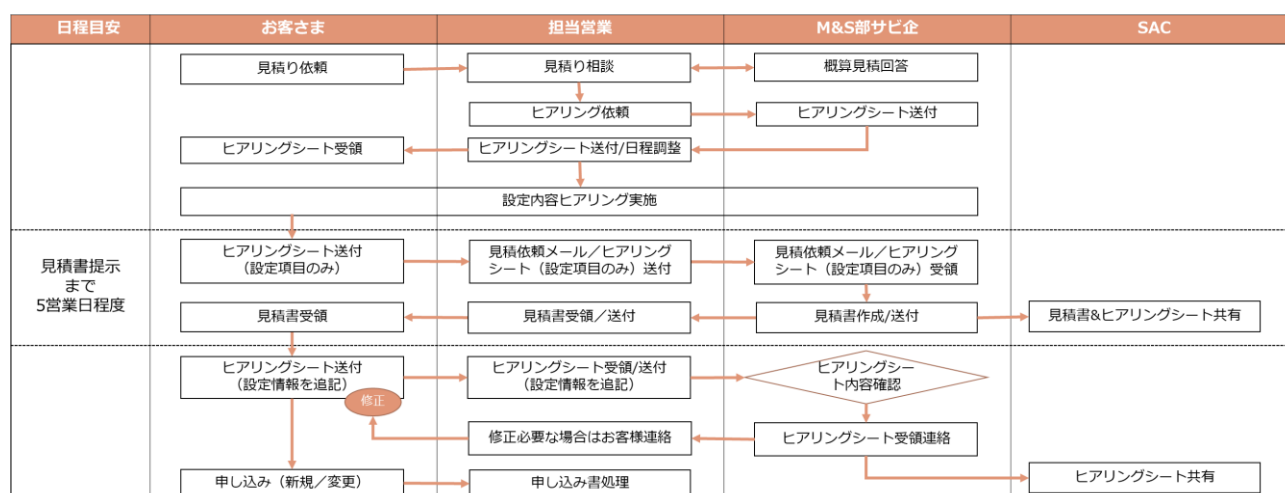 日程目安
お客さま
担当営業
M&S部サビ企
SAC
見積り依頼
見積り相談
概算見積回答
ヒアリング依頼
ヒアリングシート送付
ヒアリングシート受領
ヒアリングシート送付/日程調整
設定内容ヒアリング実施
見積書提示
まで
5営業日程度
ヒアリングシート送付
（設定項目のみ）
見積依頼メール／ヒアリング
シート（設定項目のみ）送付
見積依頼メール／ヒアリング
シート（設定項目のみ）受領
見積書受領
見積書受領／送付
見積書作成/送付
見積書&ヒアリングシート共有
ヒアリングシート送付
（設定情報を追記）
ヒアリングシート受領/送付
（設定情報を追記）
ヒアリングシー
ト内容確認
修正
修正必要な場合はお客様連絡
ヒアリングシート受領連絡
ヒアリングシート共有
申し込み（新規／変更）
申し込み書処理